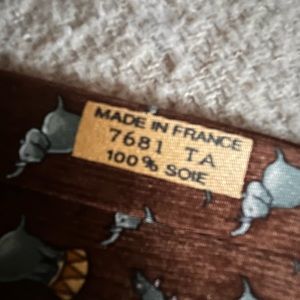 MADE IN FRANCE
7681 TA
100% SOIE